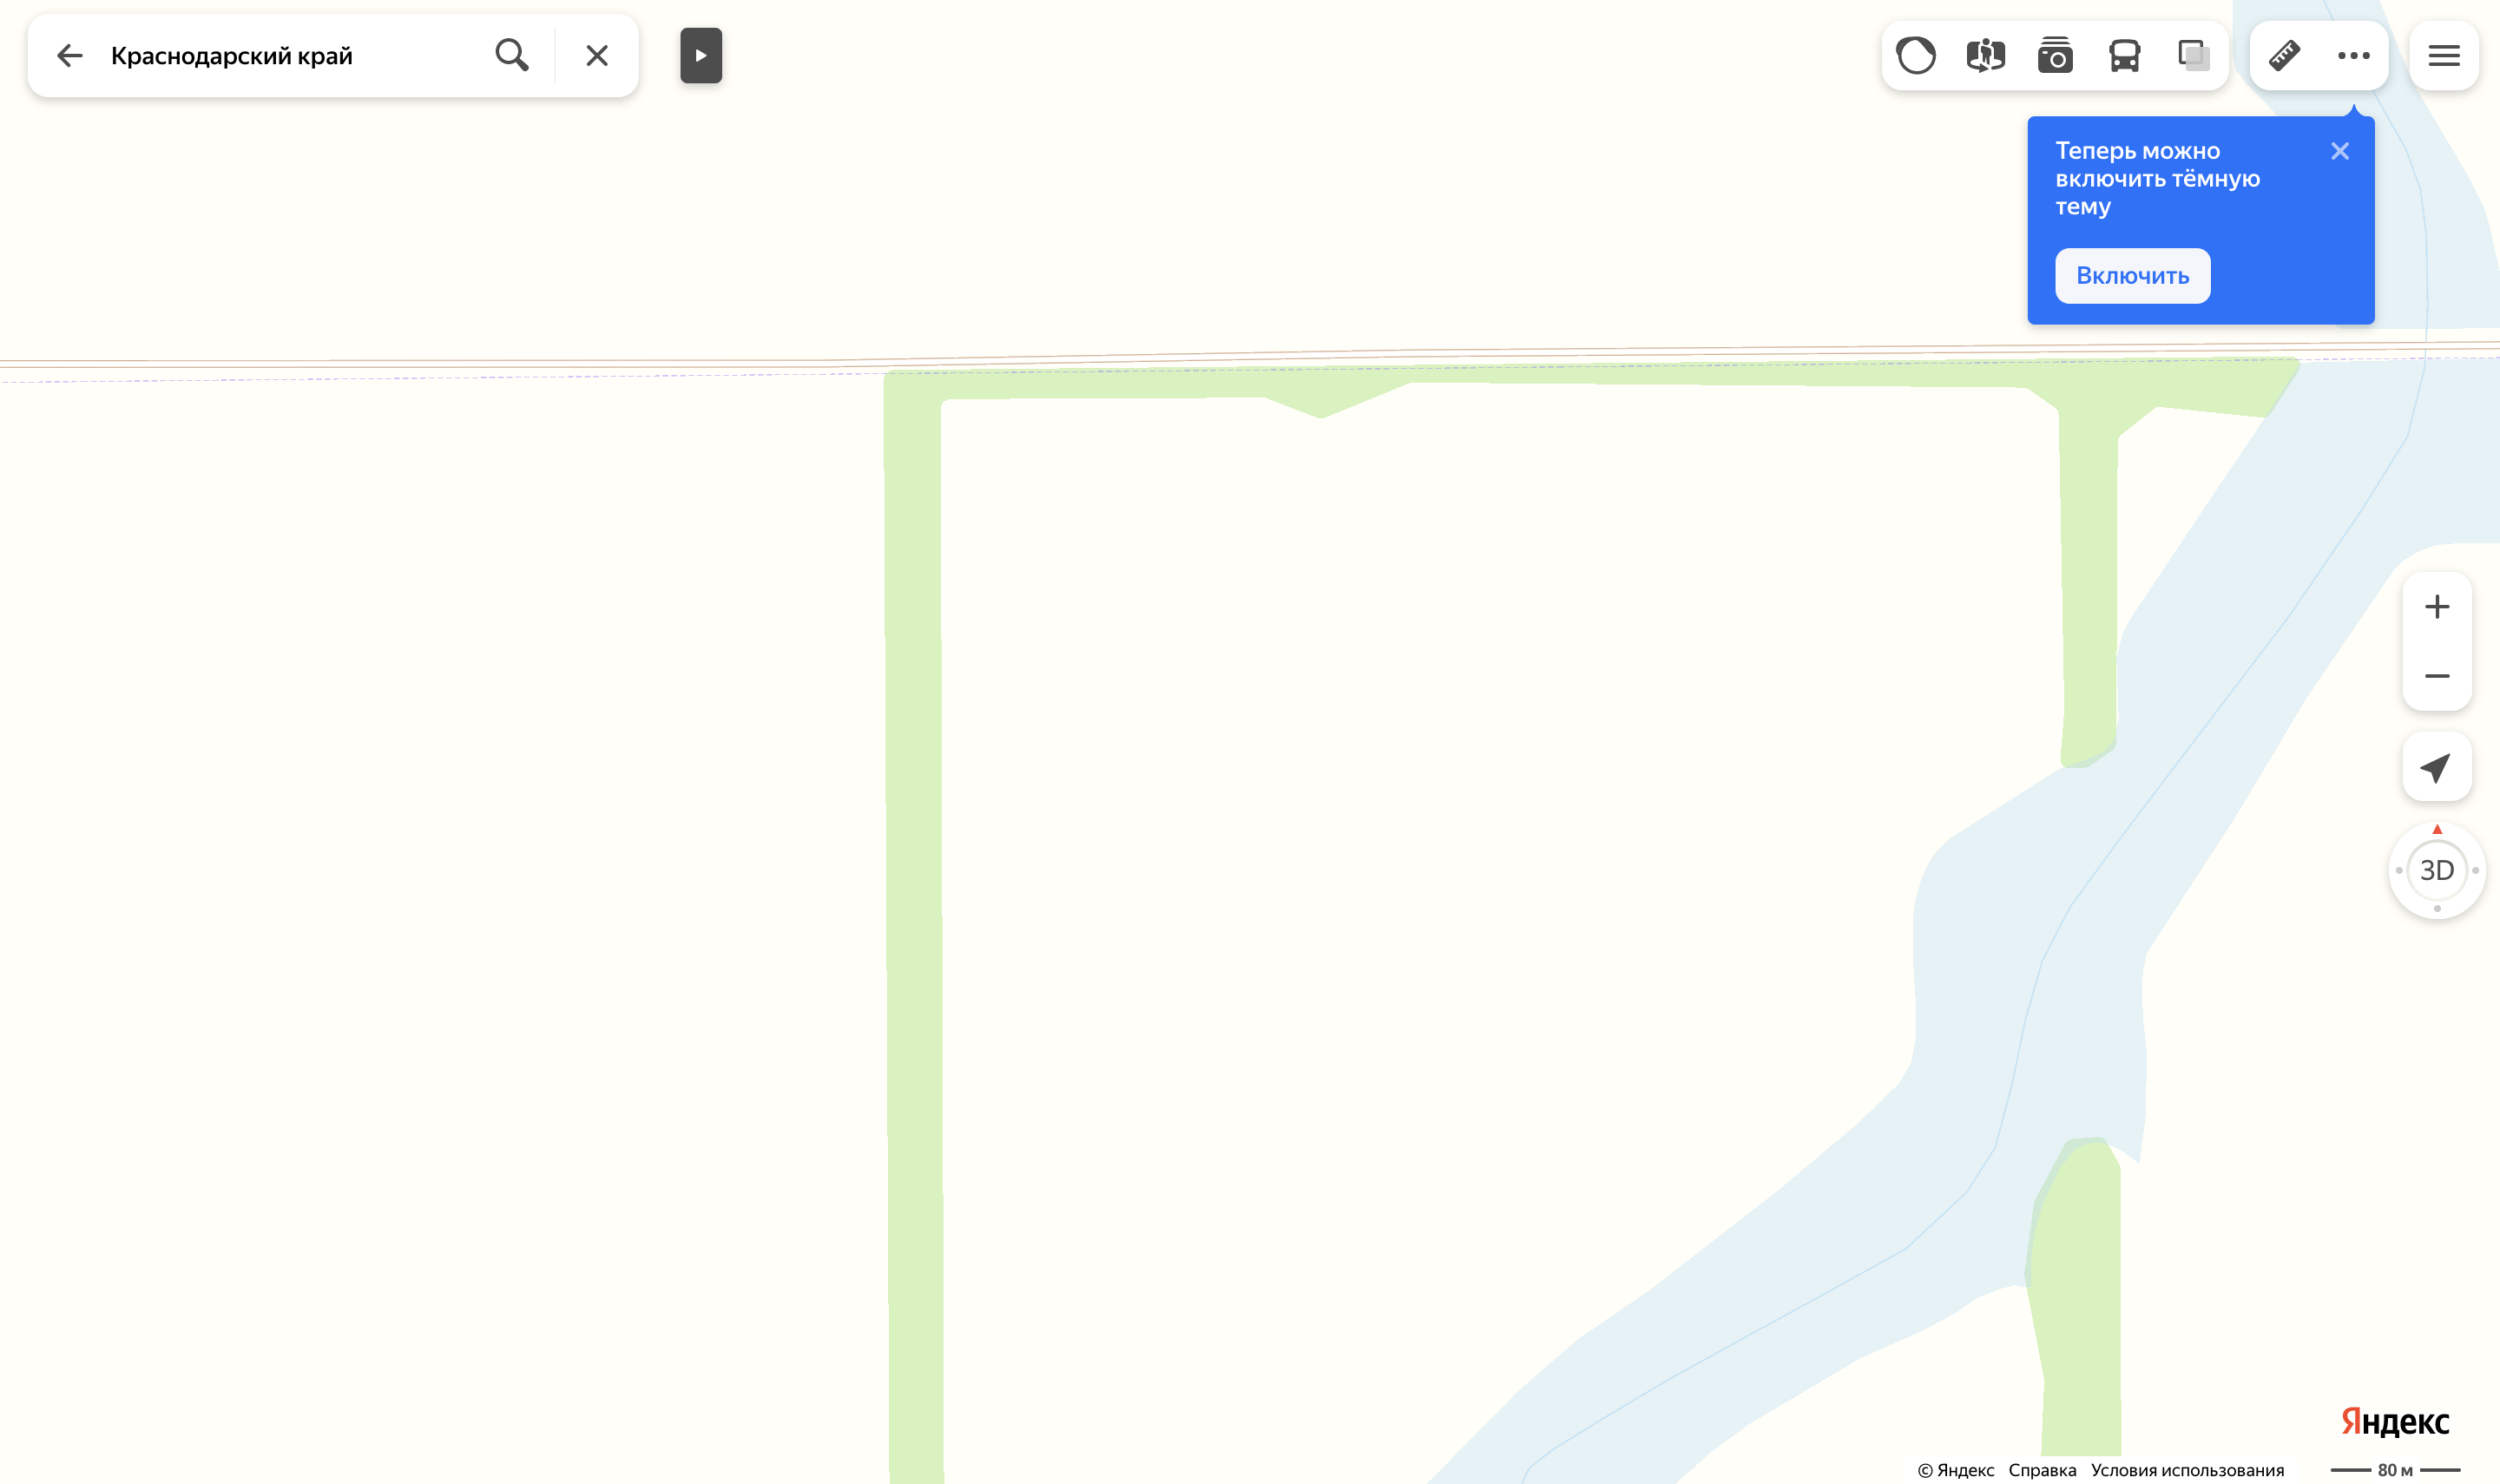 Краснодарский край
Теперь можно
включить тёмную
тему
Включить
3D
Яндекс
© Яндекс Справка Условия использования 80 м